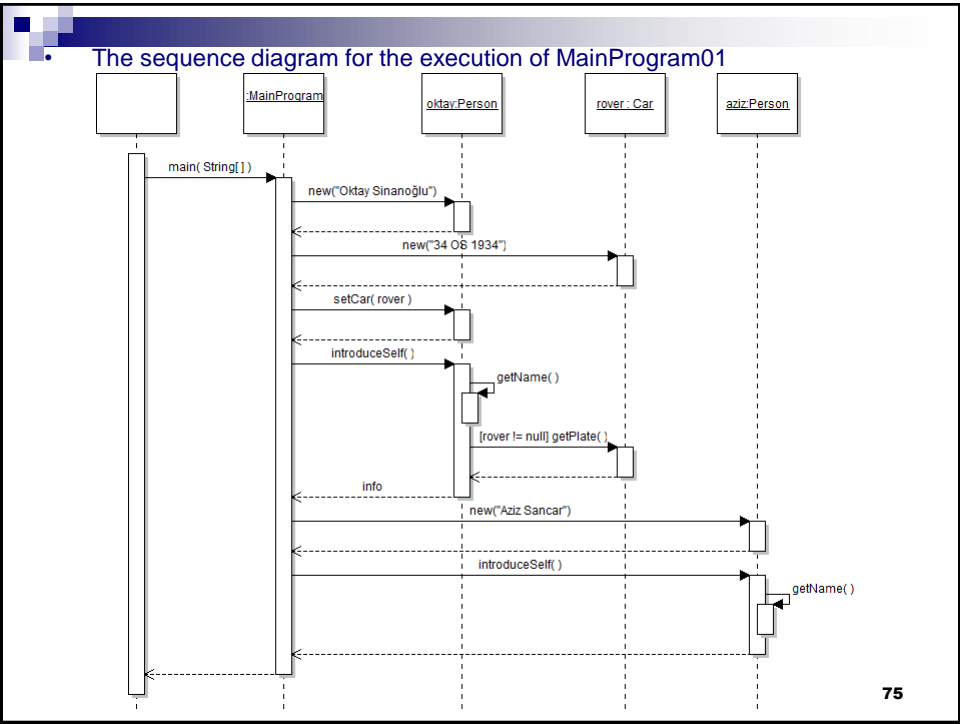 • The sequence diagram for the execution of MainProgram01
:MainProgram
oktay:Person
rover : Car
aziz:Person
main( String[ ] )
new("Oktay Sinanoğlu")
new("34 OS 1934")
setCar( rover )
introduceSelf( )
getName( )
[rover != null] getPlate( )
info
new("Aziz Sancar")
introduceSelf( )
getName( )
75